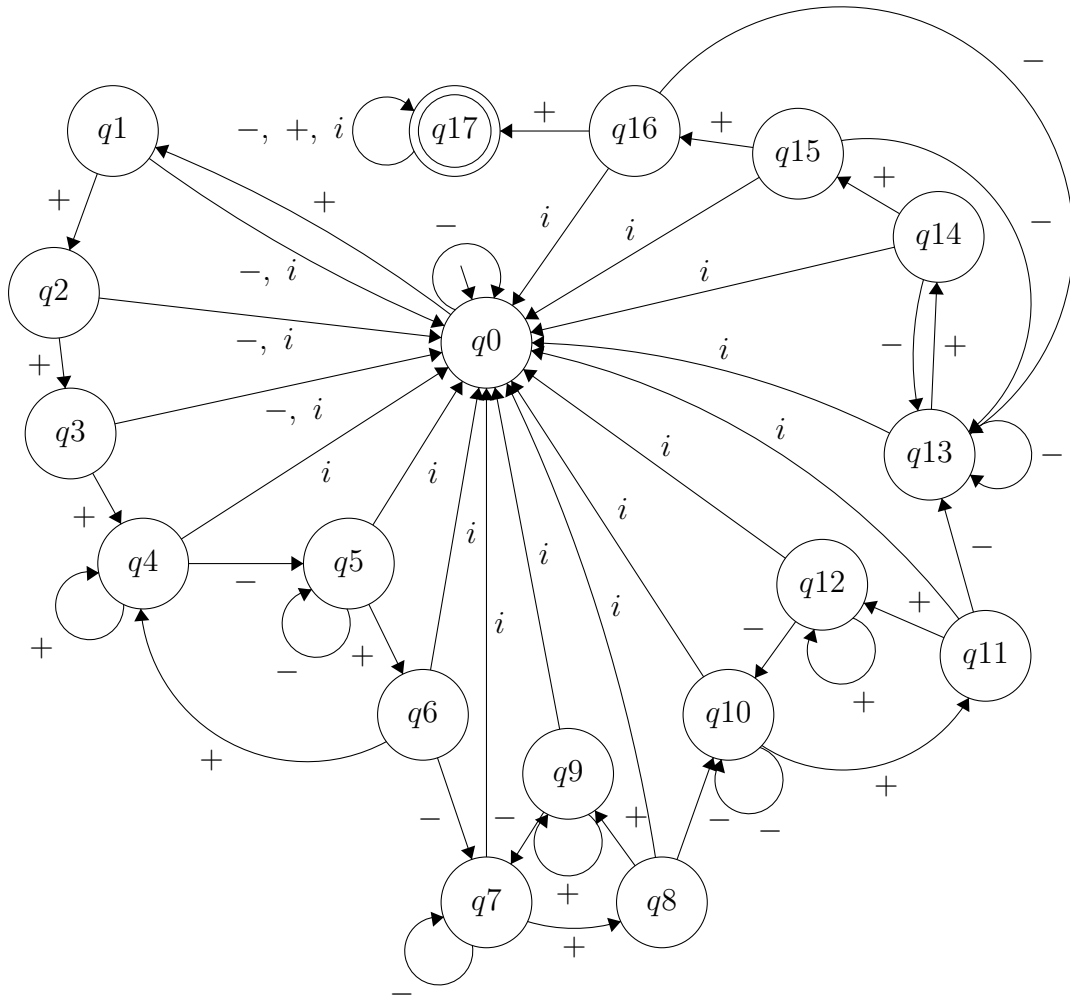 −
q1
−, +, i
q17
+
q16
+
q15
+
+
i
+
−
i
−
q14
q2
−, i
i
−, i
q0
−
+
+
i
q3
−, i
i
q13
−
i
i
i
i
+
i
i
−
q4
−
q5
i
q12
+
i
i
−
q11
+
−
+
+
q6
q10
+
q9
+
−
−
+
−
−
+
q7
q8
+
−